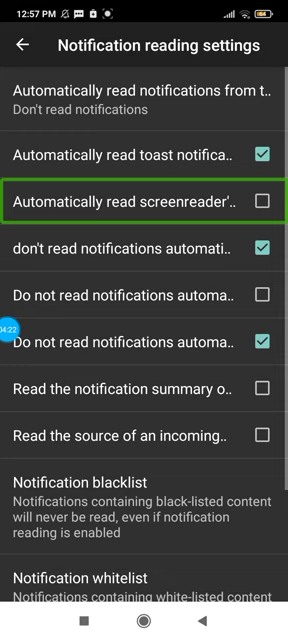 12:57 PM
Notification reading settings
Automatically read notifications from t..
Don't read notifications
Automatically read toast notifica..
Automatically read screenreader'..
don't read notifications automati..
Do not read notifications automa..
04:22
Do not read notifications automa..
Read the notification summary o..
Read the source of an incoming..
Notification blacklist
Notifications containing black-listed content
will never be read, even if notification
reading is enabled
Notification whitelist
Notifications containing white-listed content